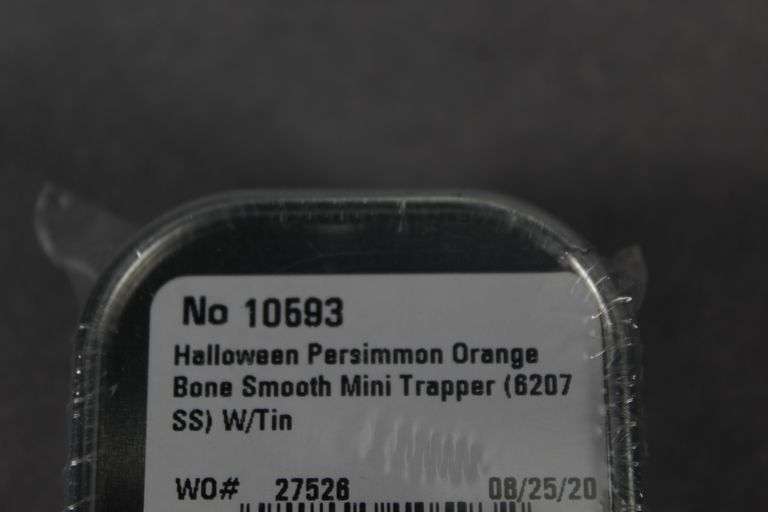 No 10693
Halloween Persimmon Orange
Bone Smooth Mini Trapper (6207
SS) W/Tin
WO# 27526 08/25/20